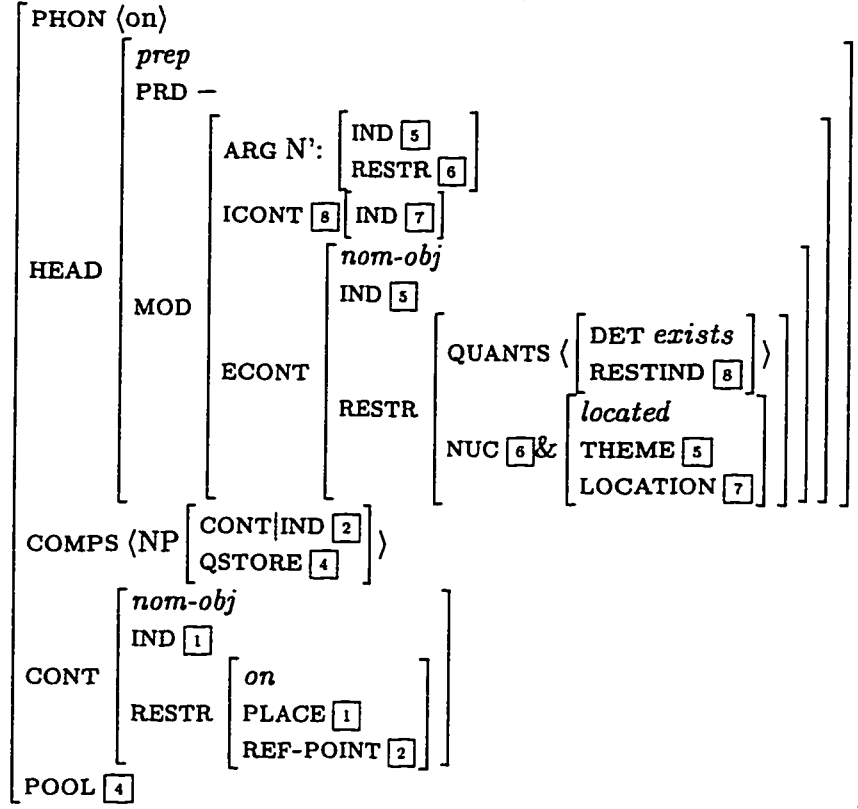 PHON ⟨on⟩
prep
PRD −
ARG N': IND 5
RESTR 6
ICONT 8 IND 7
nom-obj
HEAD
IND 5
MOD
DET exists
QUANTS ⟨ ⟩
ECONT
RESTIND 8
RESTR
located
NUC 6 & THEME 5
LOCATION 7
CONT|IND 2
COMPS ⟨NP ⟩
QSTORE 4
nom-obj
IND 1
CONT
on
RESTR PLACE 1
REF-POINT 2
POOL 4